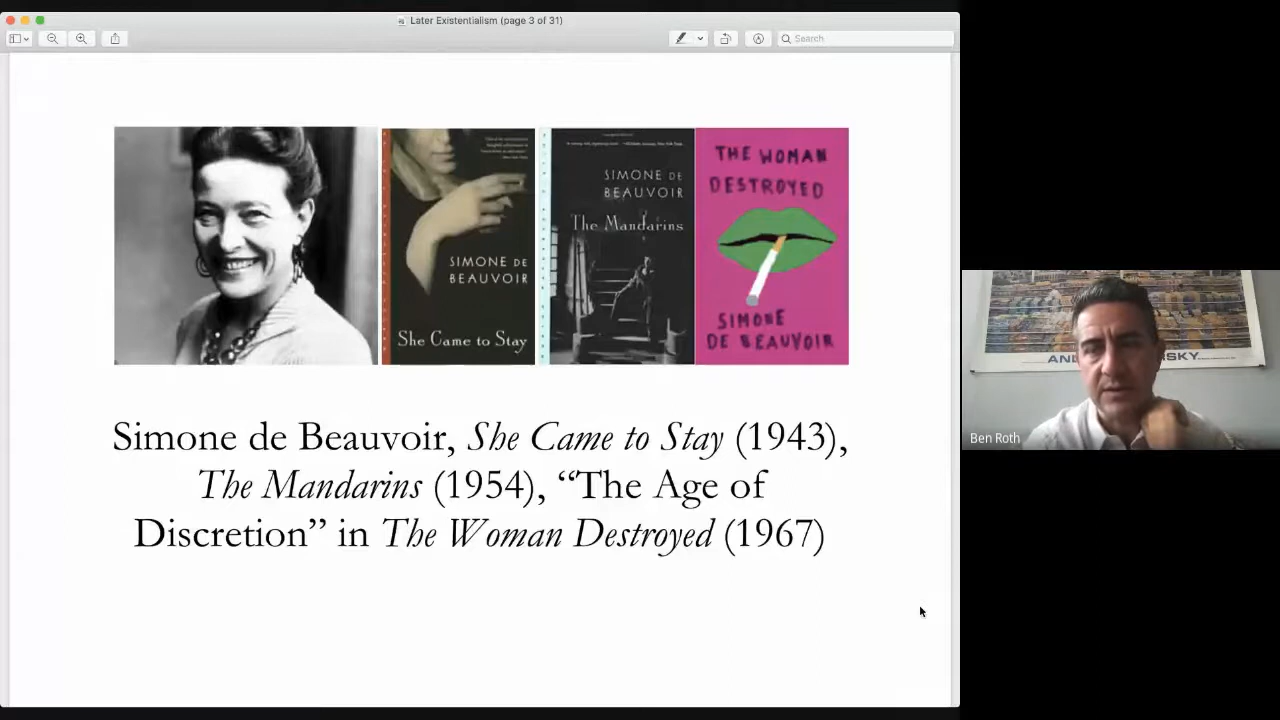 Later Existentialism (page 3 of 31)
Search
SIMONE DE
BEAUVOIR
She Came to Stay
SIMONE DE
BEAUVOIR
The Mandarins
THE WOMAN
DESTROYED
SIMONE
DE BEAUVOIR
Simone de Beauvoir, She Came to Stay (1943),
The Mandarins (1954), “The Age of
Discretion” in The Woman Destroyed (1967)
Ben Roth